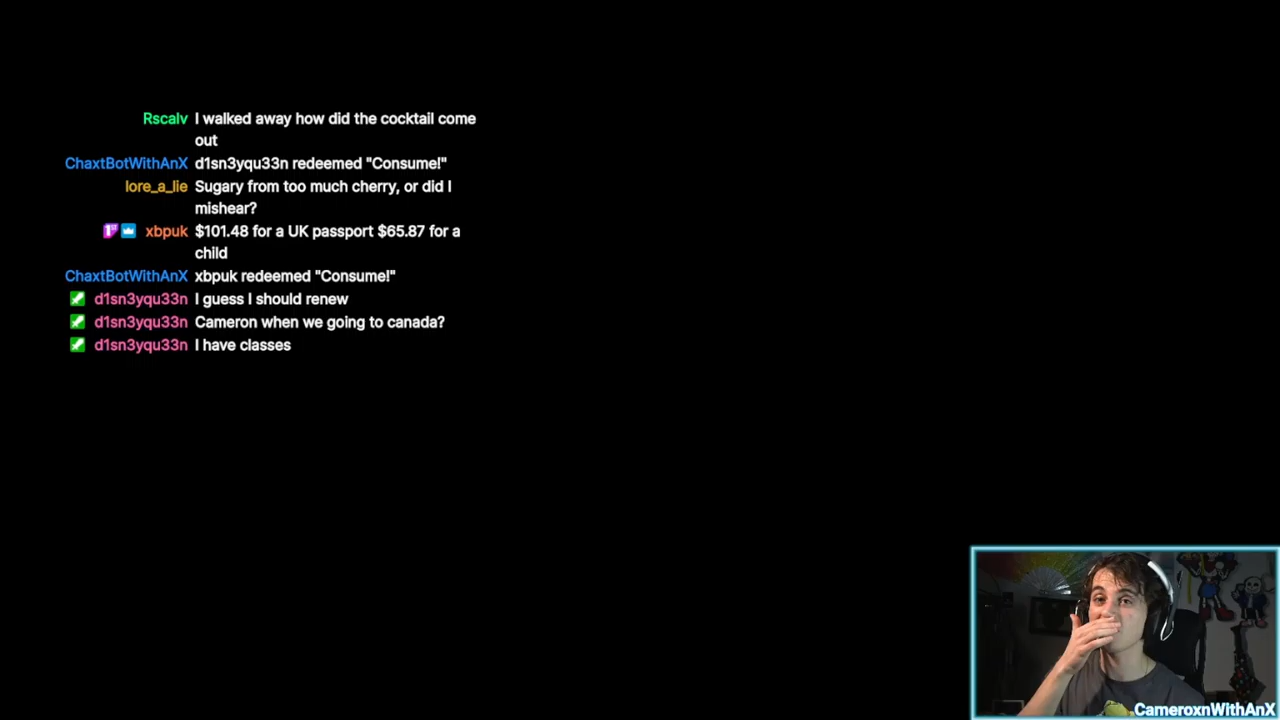 Rscalv I walked away how did the cocktail come
out
ChaxtBotWithAnX d1sn3yqu33n redeemed "Consume!"
lore_a_lie Sugary from too much cherry, or did I
mishear?
xbpuk $101.48 for a UK passport $65.87 for a
child
ChaxtBotWithAnX xbpuk redeemed "Consume!"
d1sn3yqu33n I guess I should renew
d1sn3yqu33n Cameron when we going to canada?
d1sn3yqu33n I have classes
CameroxnWithAnX